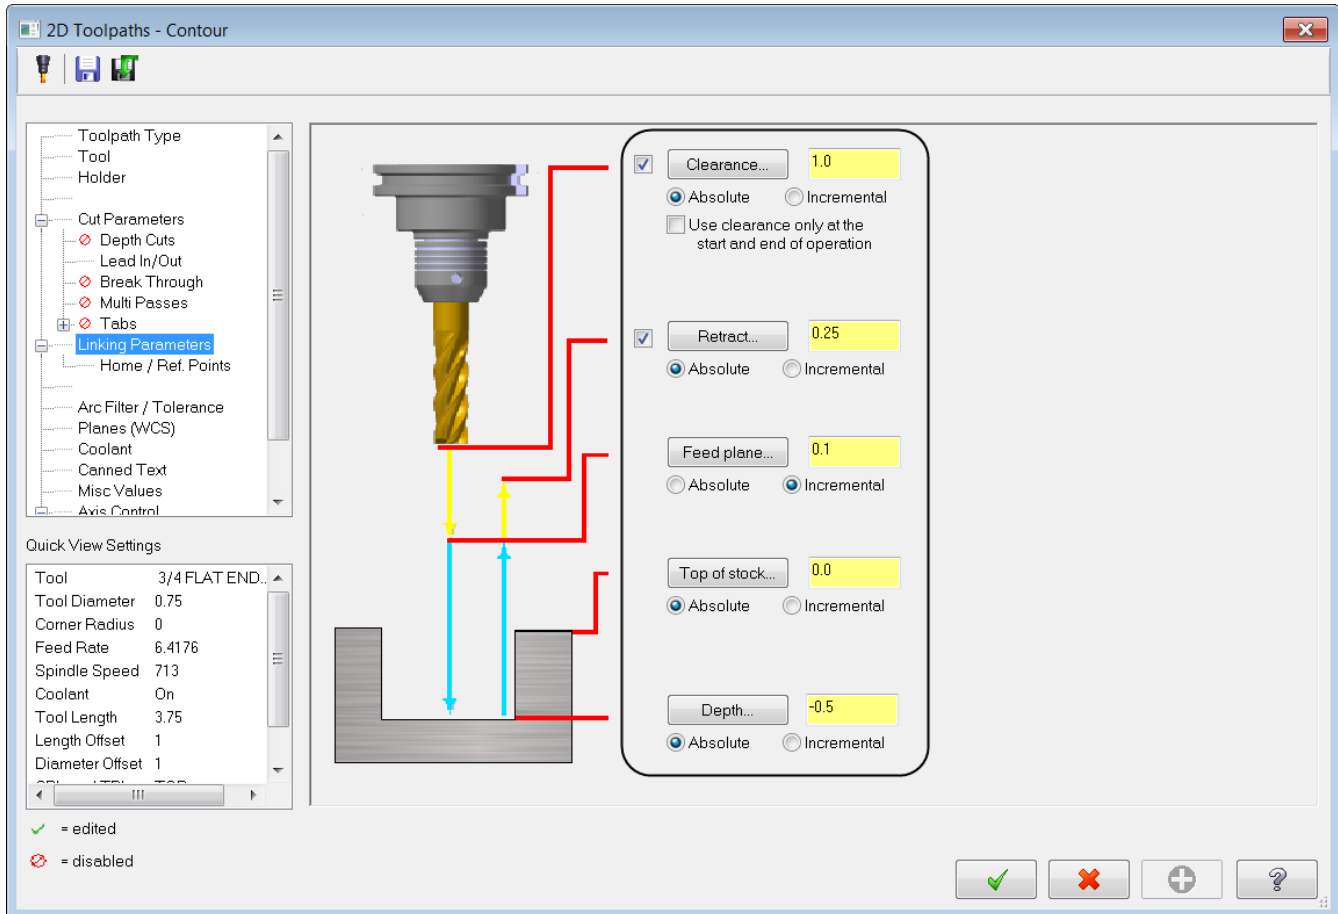 2D Toolpaths - Contour
Toolpath Type
Tool
Holder
Cut Parameters
Depth Cuts
Lead In/Out
Break Through
Multi Passes
Tabs
Linking Parameters
Home / Ref. Points
Arc Filter / Tolerance
Planes (WCS)
Coolant
Canned Text
Misc Values
Axis Control
Quick View Settings
Tool 3/4 FLAT END...
Tool Diameter 0.75
Corner Radius 0
Feed Rate 6.4176
Spindle Speed 713
Coolant On
Tool Length 3.75
Length Offset 1
Diameter Offset 1
= edited
= disabled
Clearance... 1.0
Absolute Incremental
Use clearance only at the
start and end of operation
Retract... 0.25
Absolute Incremental
Feed plane... 0.1
Absolute Incremental
Top of stock... 0.0
Absolute Incremental
Depth... -0.5
Absolute Incremental